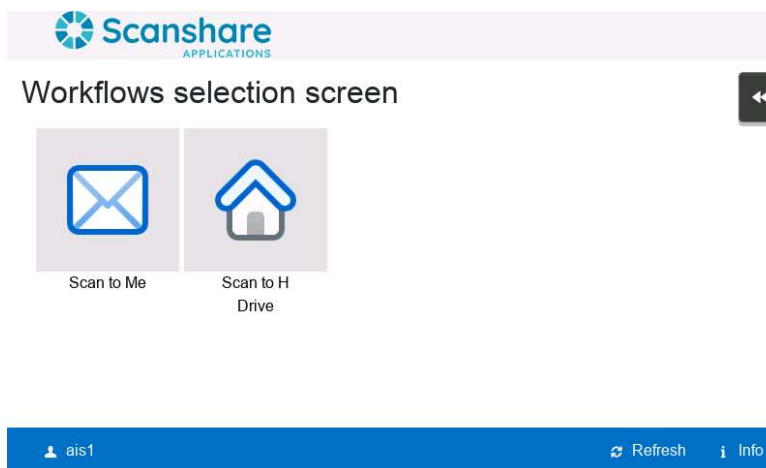 Scanshare
APPLICATIONS
Workflows selection screen
Scan to Me
Scan to H
Drive
ais1
Refresh
Info